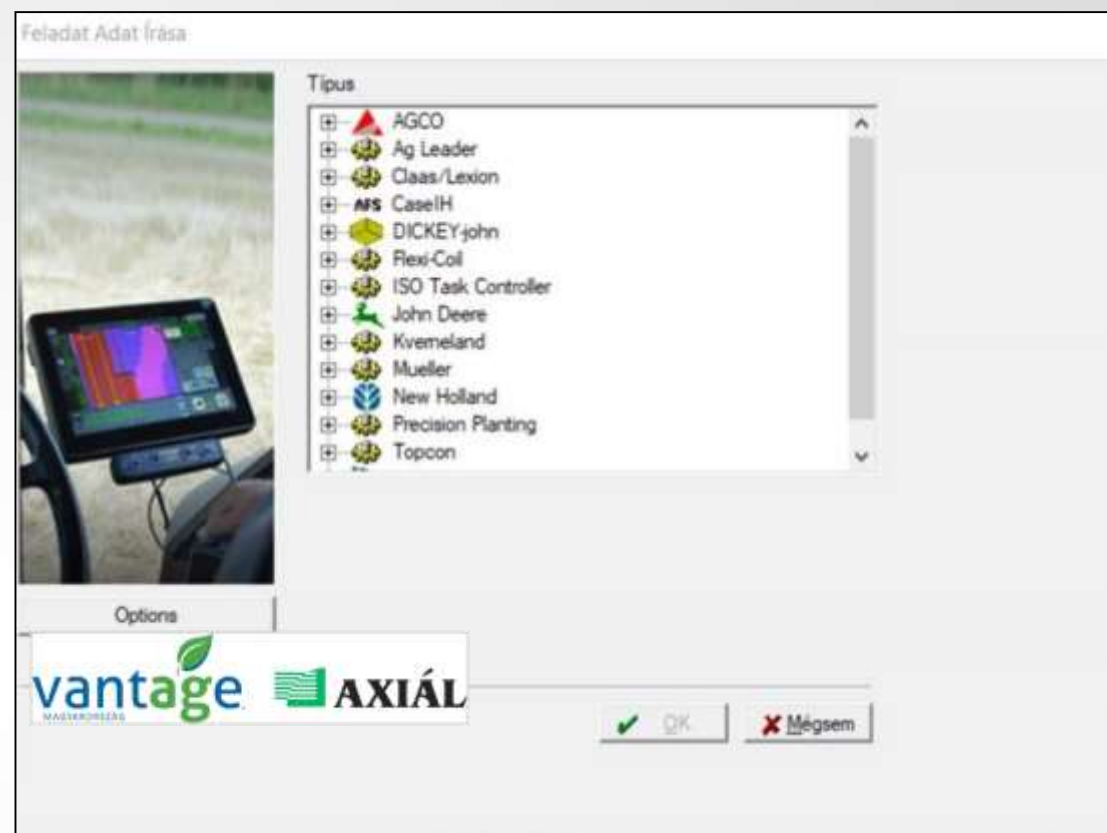 Feladat Adat Írása
Típus
AGCO
Ag Leader
Claas/Lexion
AFS CaseIH
DICKEY-john
Flexi-Coil
ISO Task Controller
John Deere
Kverneland
Mueller
New Holland
Precision Planting
Topcon
Options
vantage
MAGYARORSZÁG
AXIÁL
OK
Mégsem